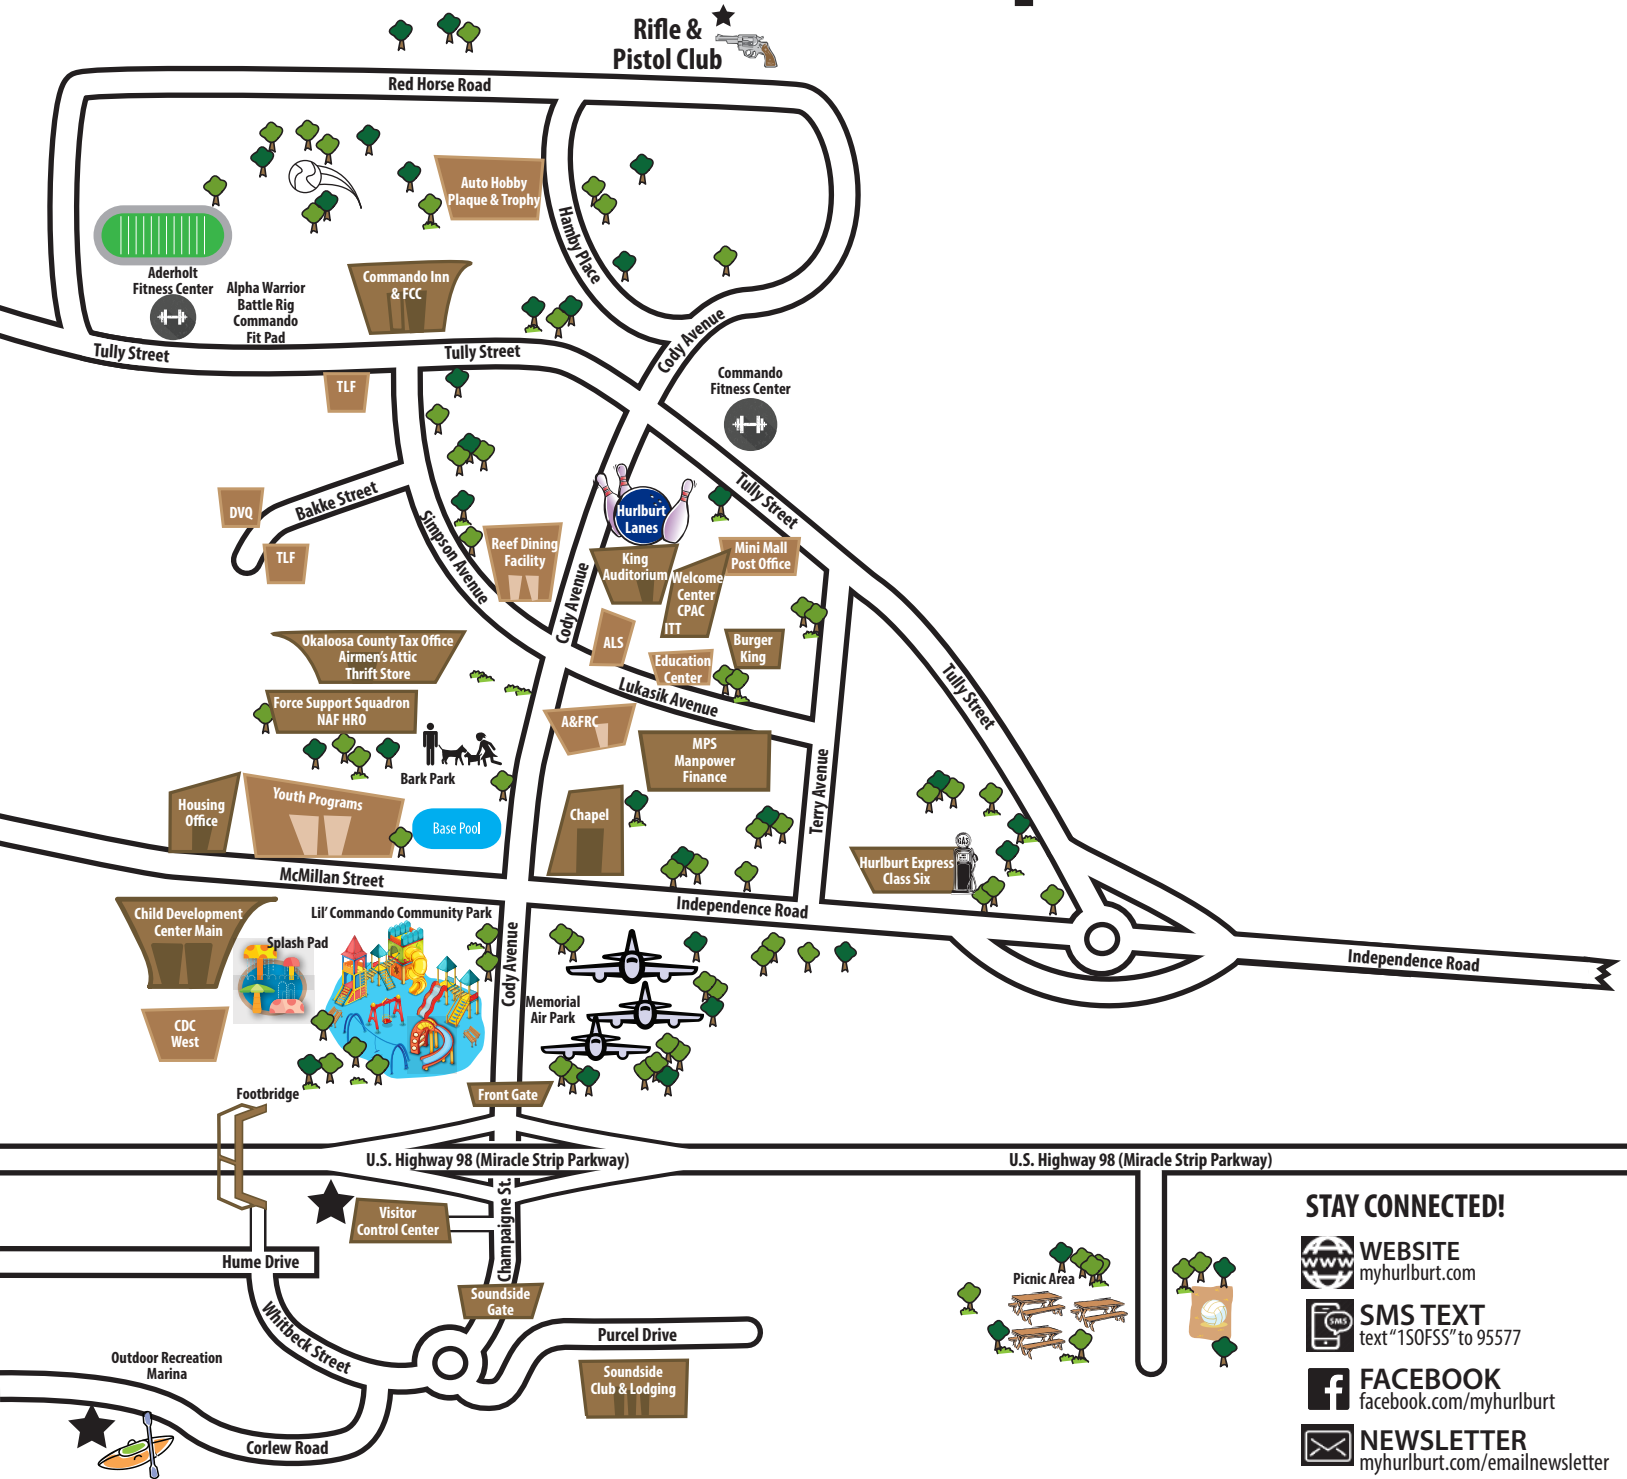 Rifle &
Pistol Club
Red Horse Road
Auto Hobby
Plaque & Trophy
Hamby Place
Aderholt
Fitness Center
Alpha Warrior
Battle Rig
Commando
Fit Pad
Commando Inn
& FCC
Tully Street
Tully Street
Cody Avenue
TLF
Commando
Fitness Center
Tully Street
DVQ
Bakke Street
TLF
Simpson Avenue
Reef Dining
Facility
Hurlburt
Lanes
King
Auditorium
Welcome
Center
CPAC
ITT
Mini Mall
Post Office
Cody Avenue
ALS
Education
Center
Burger
King
Okaloosa County Tax Office
Airmen's Attic
Thrift Store
Lukasik Avenue
Tully Street
Force Support Squadron
NAF HRO
A&FRC
MPS
Manpower
Finance
Bark Park
Terry Avenue
Housing
Office
Youth Programs
Base Pool
Chapel
GAS
Hurlburt Express
Class Six
McMillan Street
Independence Road
Child Development
Center Main
Lil' Commando Community Park
Splash Pad
Cody Avenue
Independence Road
Memorial
Air Park
CDC
West
Footbridge
Front Gate
U.S. Highway 98 (Miracle Strip Parkway)
U.S. Highway 98 (Miracle Strip Parkway)
Visitor
Control Center
Champaigne St.
Hume Drive
Soundside
Gate
Whitbeck Street
Purcel Drive
Picnic Area
Outdoor Recreation
Marina
Soundside
Club & Lodging
Corlew Road
STAY CONNECTED!
www
WEBSITE
myhurlburt.com
SMS
SMS TEXT
text "1SOFSS" to 95577
f
FACEBOOK
facebook.com/myhurlburt
NEWSLETTER
myhurlburt.com/emailnewsletter